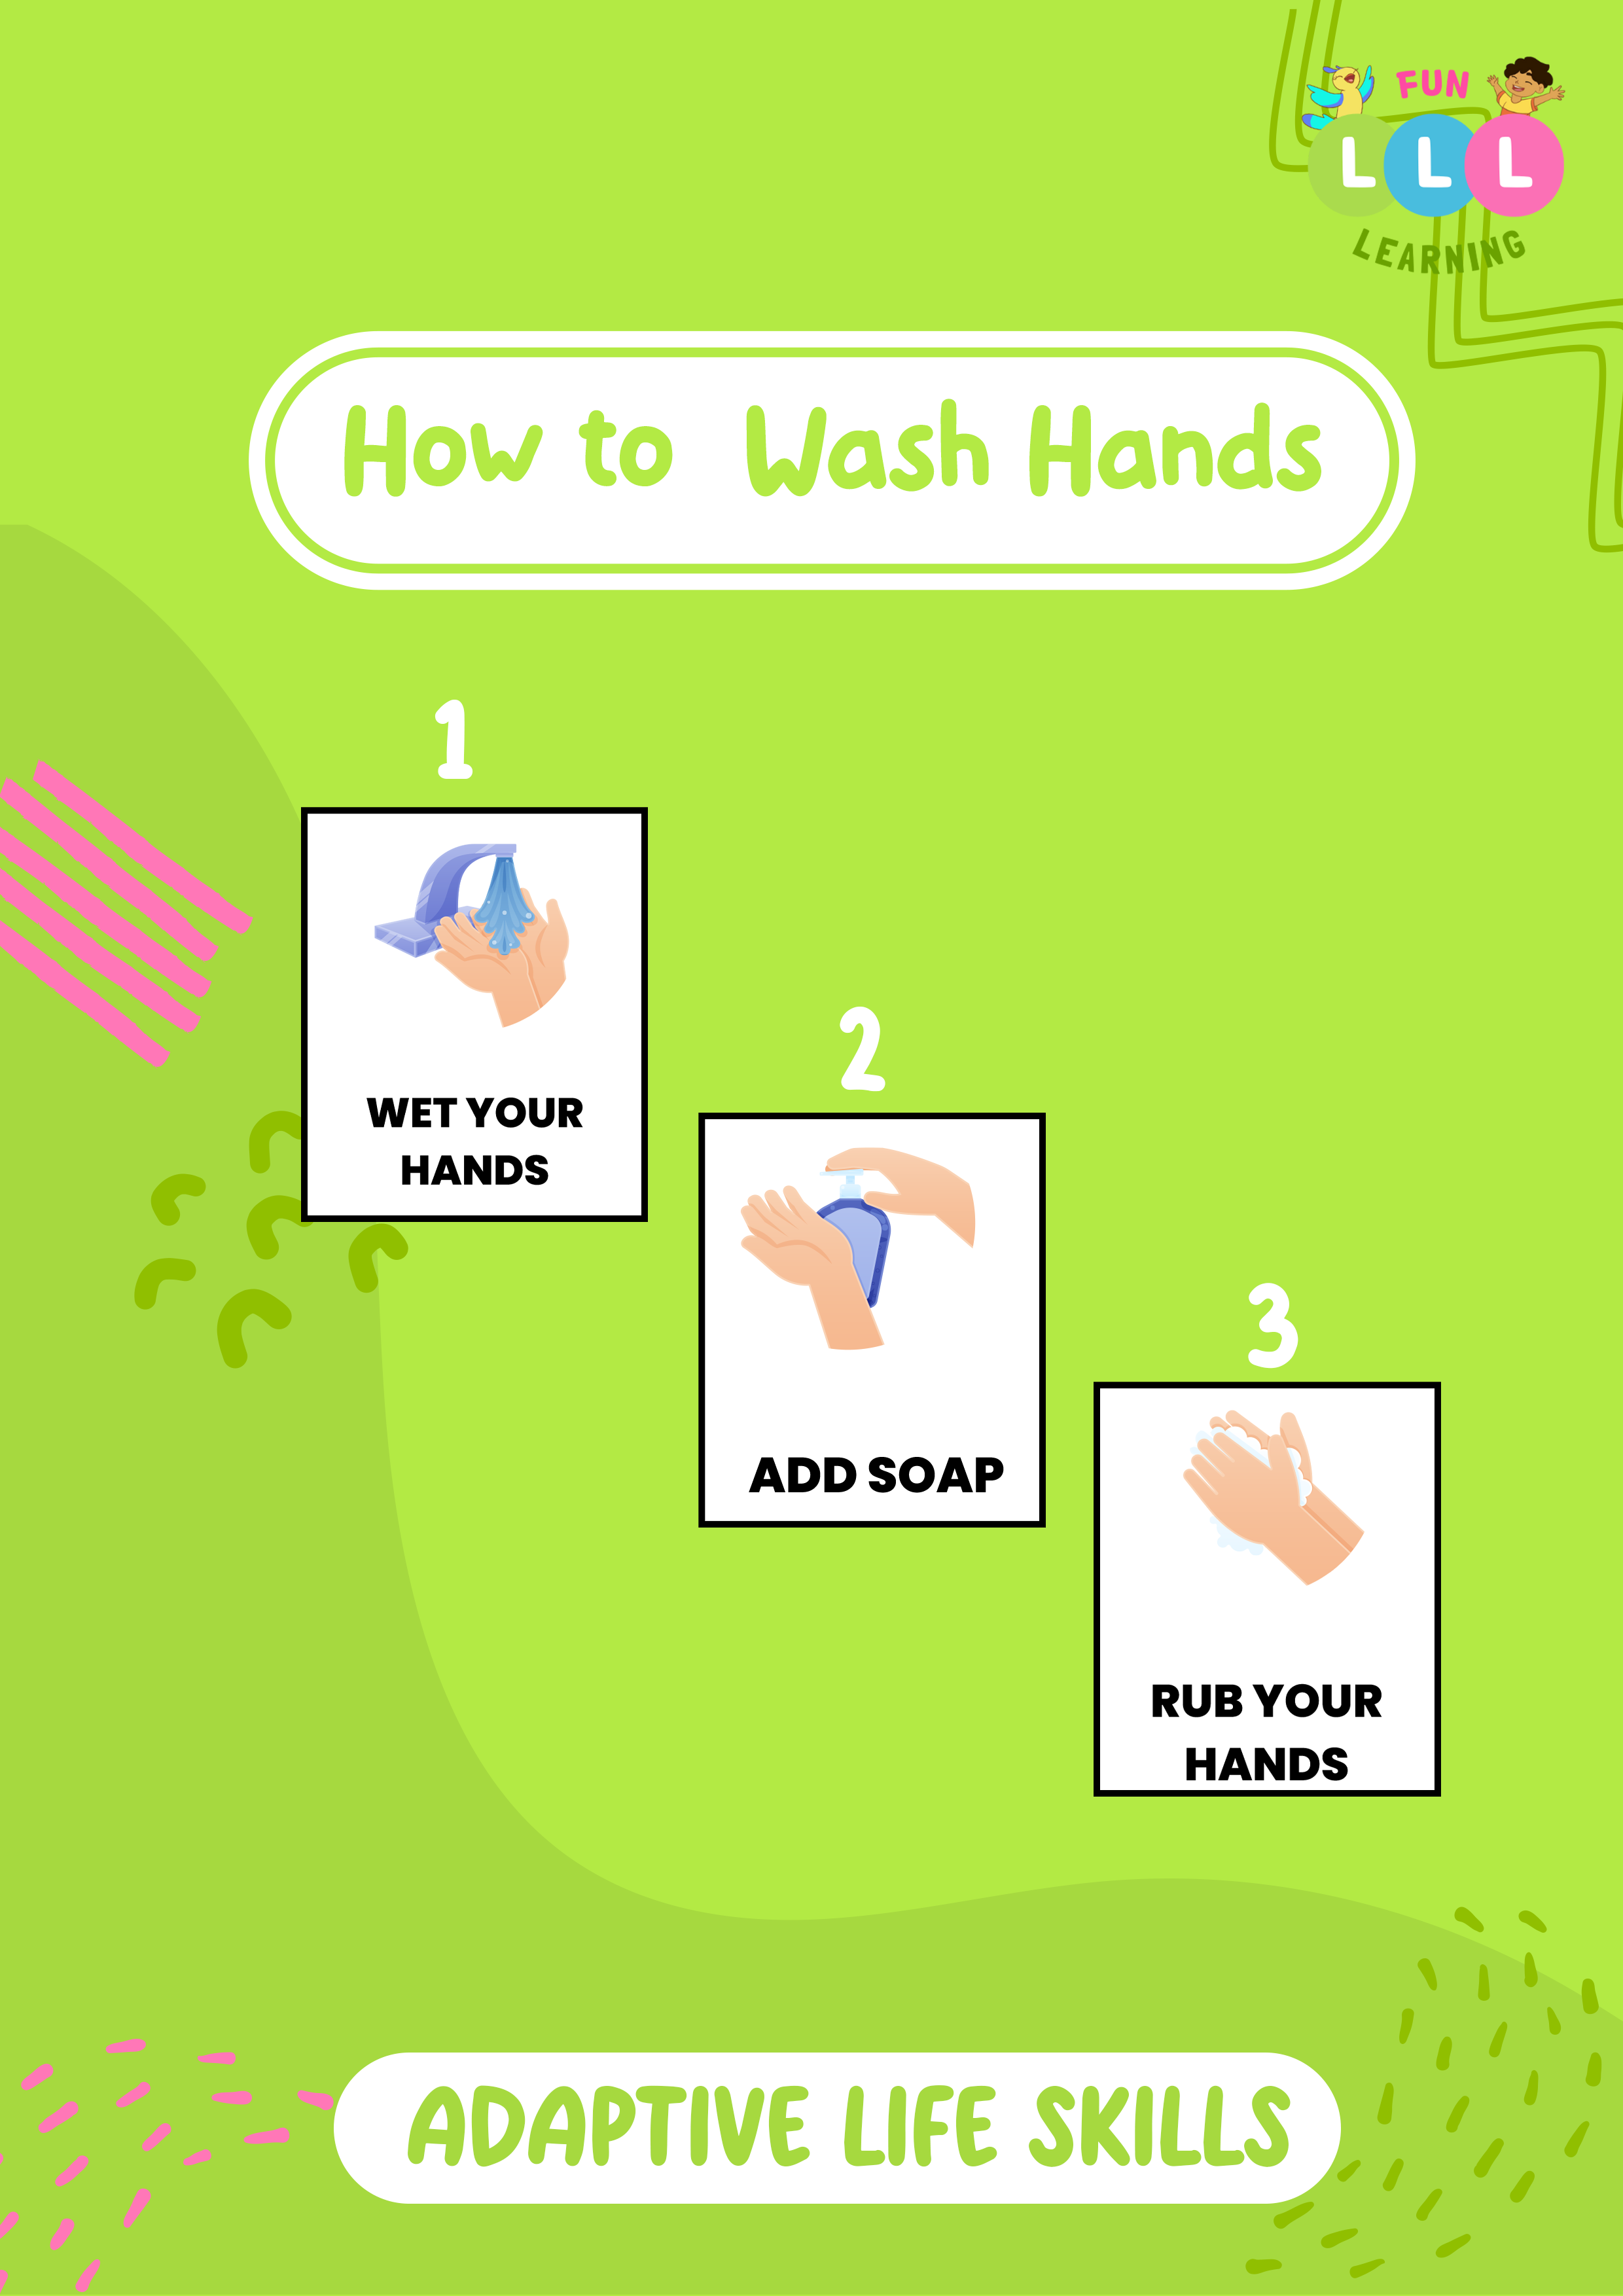 FUN
L L L
LEARNING
How to Wash Hands
1
WET YOUR
HANDS
2
ADD SOAP
3
RUB YOUR
HANDS
ADAPTIVE LIFE SKILLS